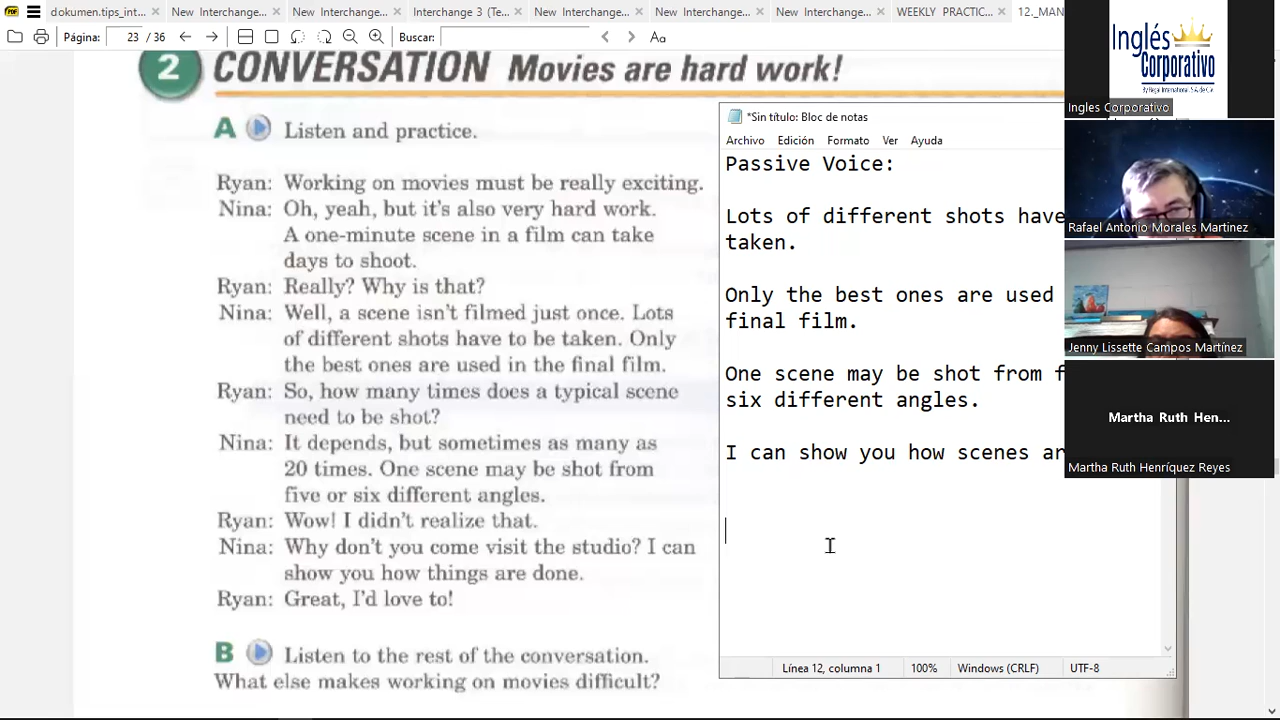 dokumen.tips_int...
New Interchange...
New Interchange...
Interchange 3 (Te...
New Interchange...
New Interchange...
New Interchange...
WEEKLY PRACTIC...
12._MAN
Página: 23 / 36 Buscar: Aa
2 CONVERSATION Movies are hard work!
A Listen and practice.
Ryan: Working on movies must be really exciting.
Nina: Oh, yeah, but it's also very hard work.
A one-minute scene in a film can take
days to shoot.
Ryan: Really? Why is that?
Nina: Well, a scene isn't filmed just once. Lots
of different shots have to be taken. Only
the best ones are used in the final film.
Ryan: So, how many times does a typical scene
need to be shot?
Nina: It depends, but sometimes as many as
20 times. One scene may be shot from
five or six different angles.
Ryan: Wow! I didn't realize that.
Nina: Why don't you come visit the studio? I can
show you how things are done.
Ryan: Great, I'd love to!
B Listen to the rest of the conversation.
What else makes working on movies difficult?
*Sin título: Bloc de notas
Archivo Edición Formato Ver Ayuda
Passive Voice:
Lots of different shots have
taken.
Only the best ones are used
final film.
One scene may be shot from f
six different angles.
I can show you how scenes ar
Línea 12, columna 1 100% Windows (CRLF) UTF-8
Inglés
Corporativo
By Regal International, S.A. de C.V.
Ingles Corporativo
Rafael Antonio Morales Martinez
Jenny Lissette Campos Martínez
Martha Ruth Hen...
Martha Ruth Henríquez Reyes